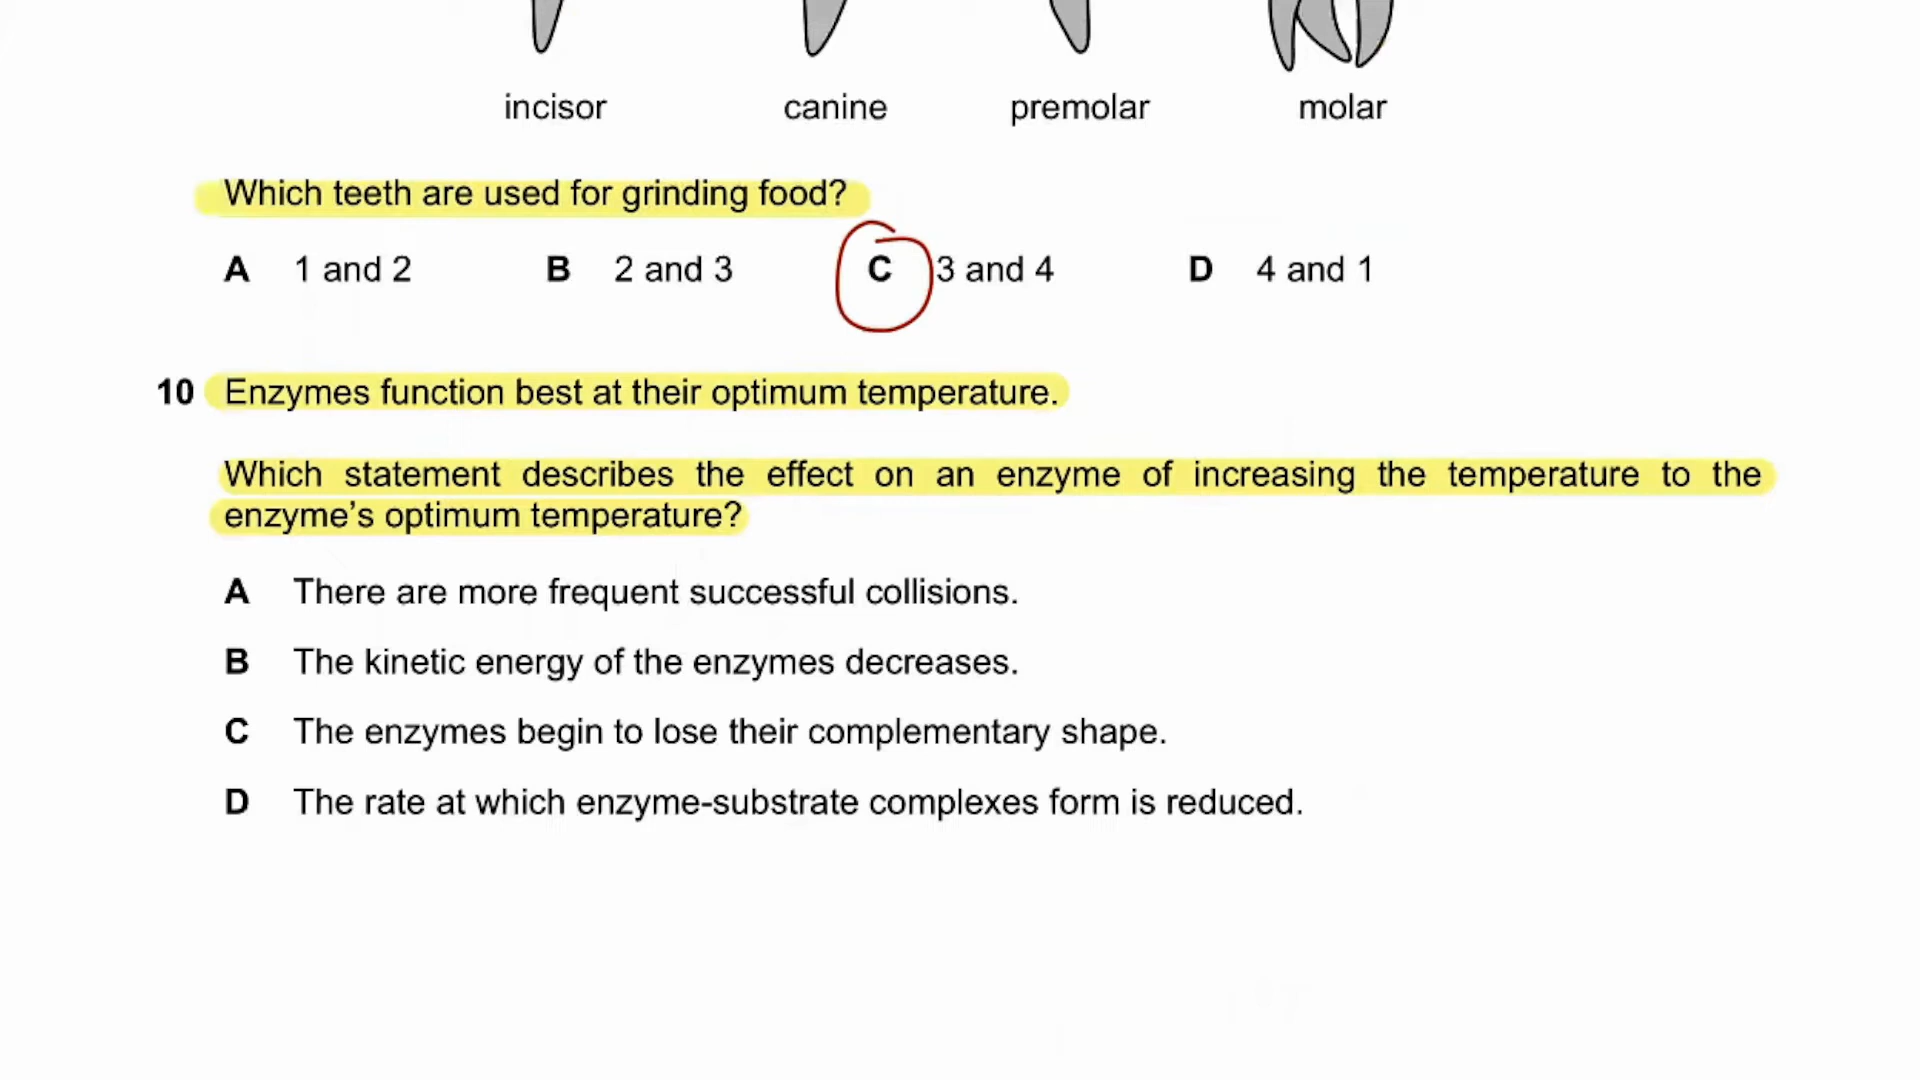 incisor canine premolar molar
Which teeth are used for grinding food?
A 1 and 2 B 2 and 3 C 3 and 4 D 4 and 1
10 Enzymes function best at their optimum temperature.
Which statement describes the effect on an enzyme of increasing the temperature to the
enzyme’s optimum temperature?
A There are more frequent successful collisions.
B The kinetic energy of the enzymes decreases.
C The enzymes begin to lose their complementary shape.
D The rate at which enzyme-substrate complexes form is reduced.